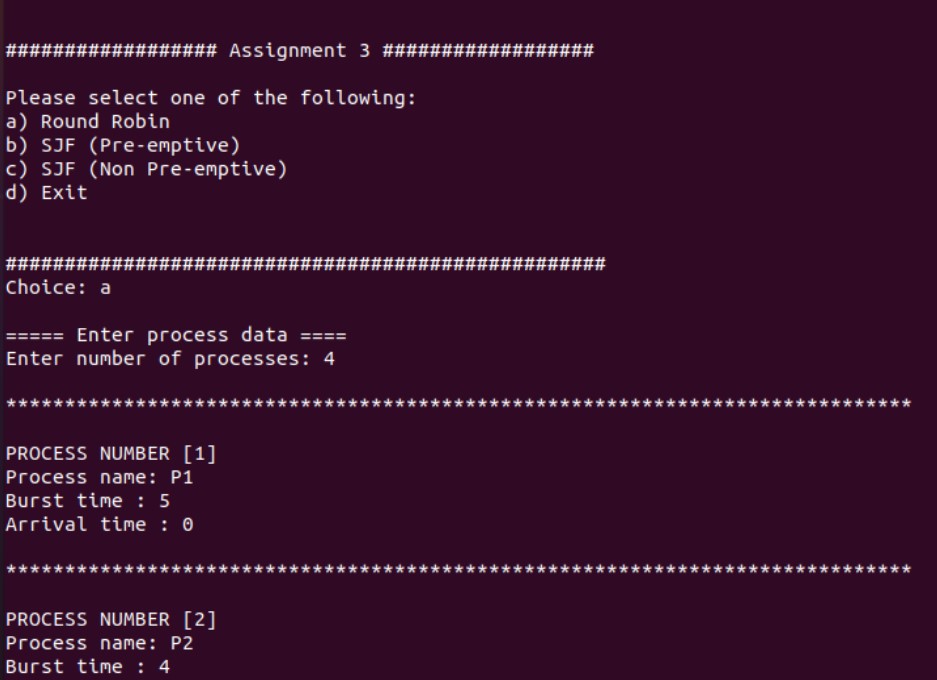 ################## Assignment 3 ##################
Please select one of the following:
a) Round Robin
b) SJF (Pre-emptive)
c) SJF (Non Pre-emptive)
d) Exit
###################################################
Choice: a
===== Enter process data ====
Enter number of processes: 4
*****************************************************************************
PROCESS NUMBER [1]
Process name: P1
Burst time : 5
Arrival time : 0
*****************************************************************************
PROCESS NUMBER [2]
Process name: P2
Burst time : 4